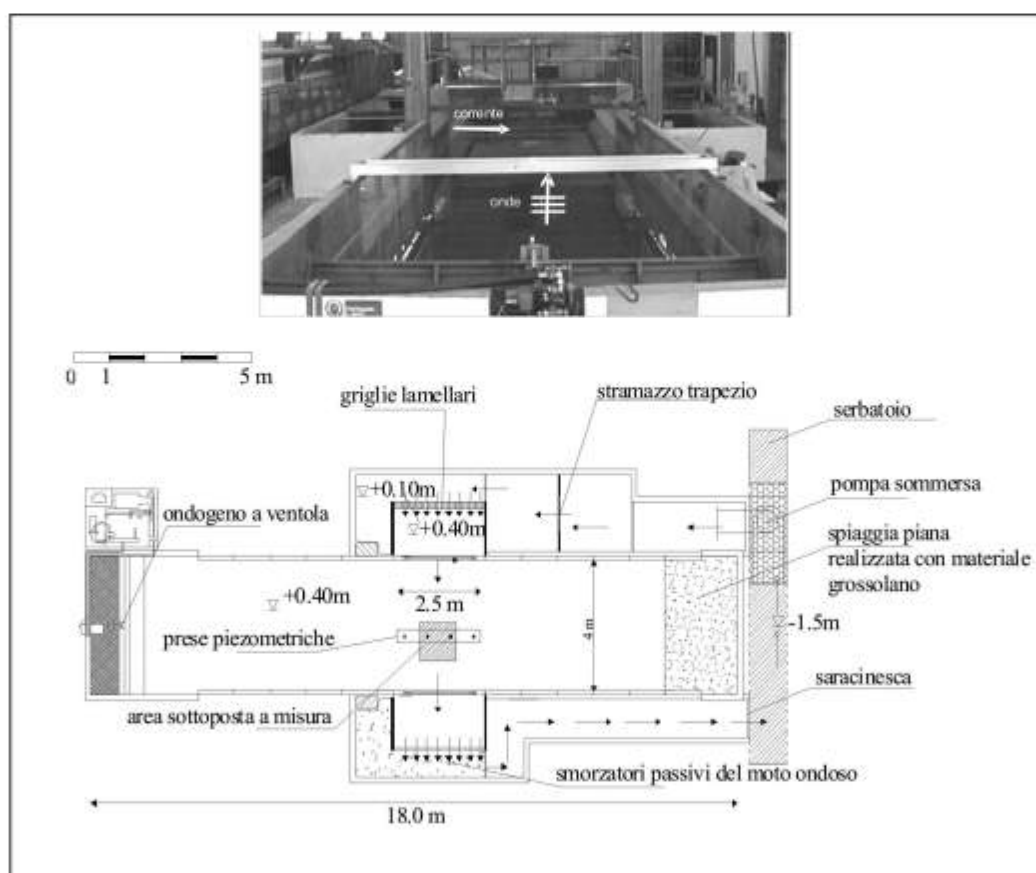 corrente
onde
0 1 5 m
griglie lamellari
stramazzo trapezio
serbatoio
+0.10m
pompa sommersa
ondogeno a ventola
+0.40m
spiaggia piana
realizzata con materiale
grossolano
+0.40m
2.5 m
4 m
-1.5m
prese piezometriche
saracinesca
area sottoposta a misura
smorzatori passivi del moto ondoso
18.0 m